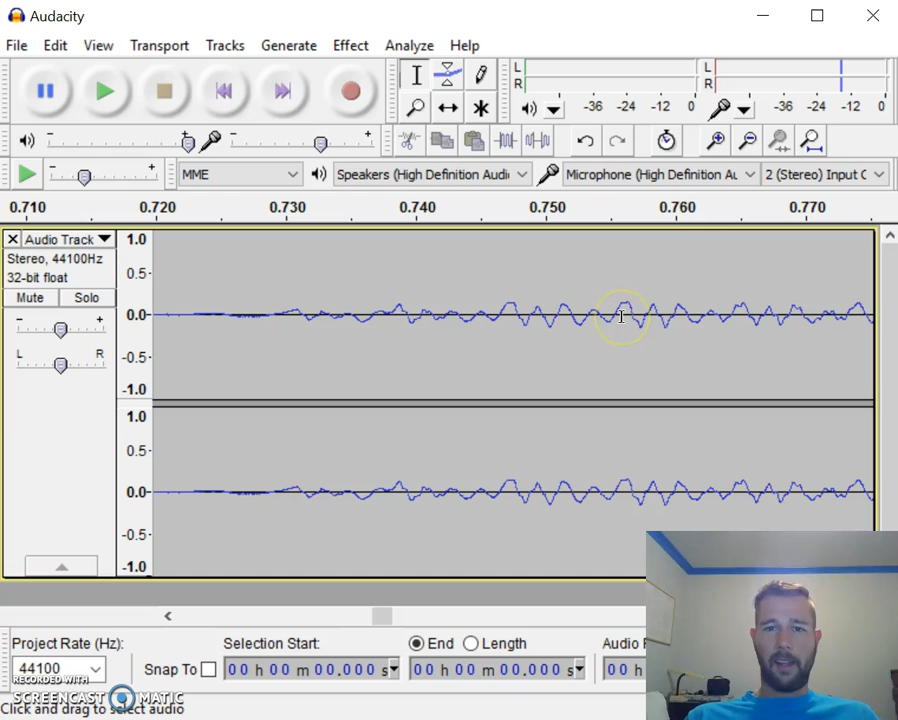 Audacity
File Edit View Transport Tracks Generate Effect Analyze Help
L
R
-36 -24 -12 0
L
R
-36 -24 -12 0
- + - +
- + MME Speakers (High Definition Audi Microphone (High Definition Au 2 (Stereo) Input C
0.710 0.720 0.730 0.740 0.750 0.760 0.770
Audio Track
Stereo, 44100Hz
32-bit float
Mute Solo
- +
L R
1.0
0.5-
0.0-
-0.5-
-1.0
1.0
0.5-
0.0-
-0.5-
-1.0
Project Rate (Hz): Selection Start: End Length Audio
44100 Snap To 00 h 00 m 00.000 s 00 h 00 m 00.000 s 00 h
RECORDED WITH
SCREENCAST MATIC
Click and drag to select audio